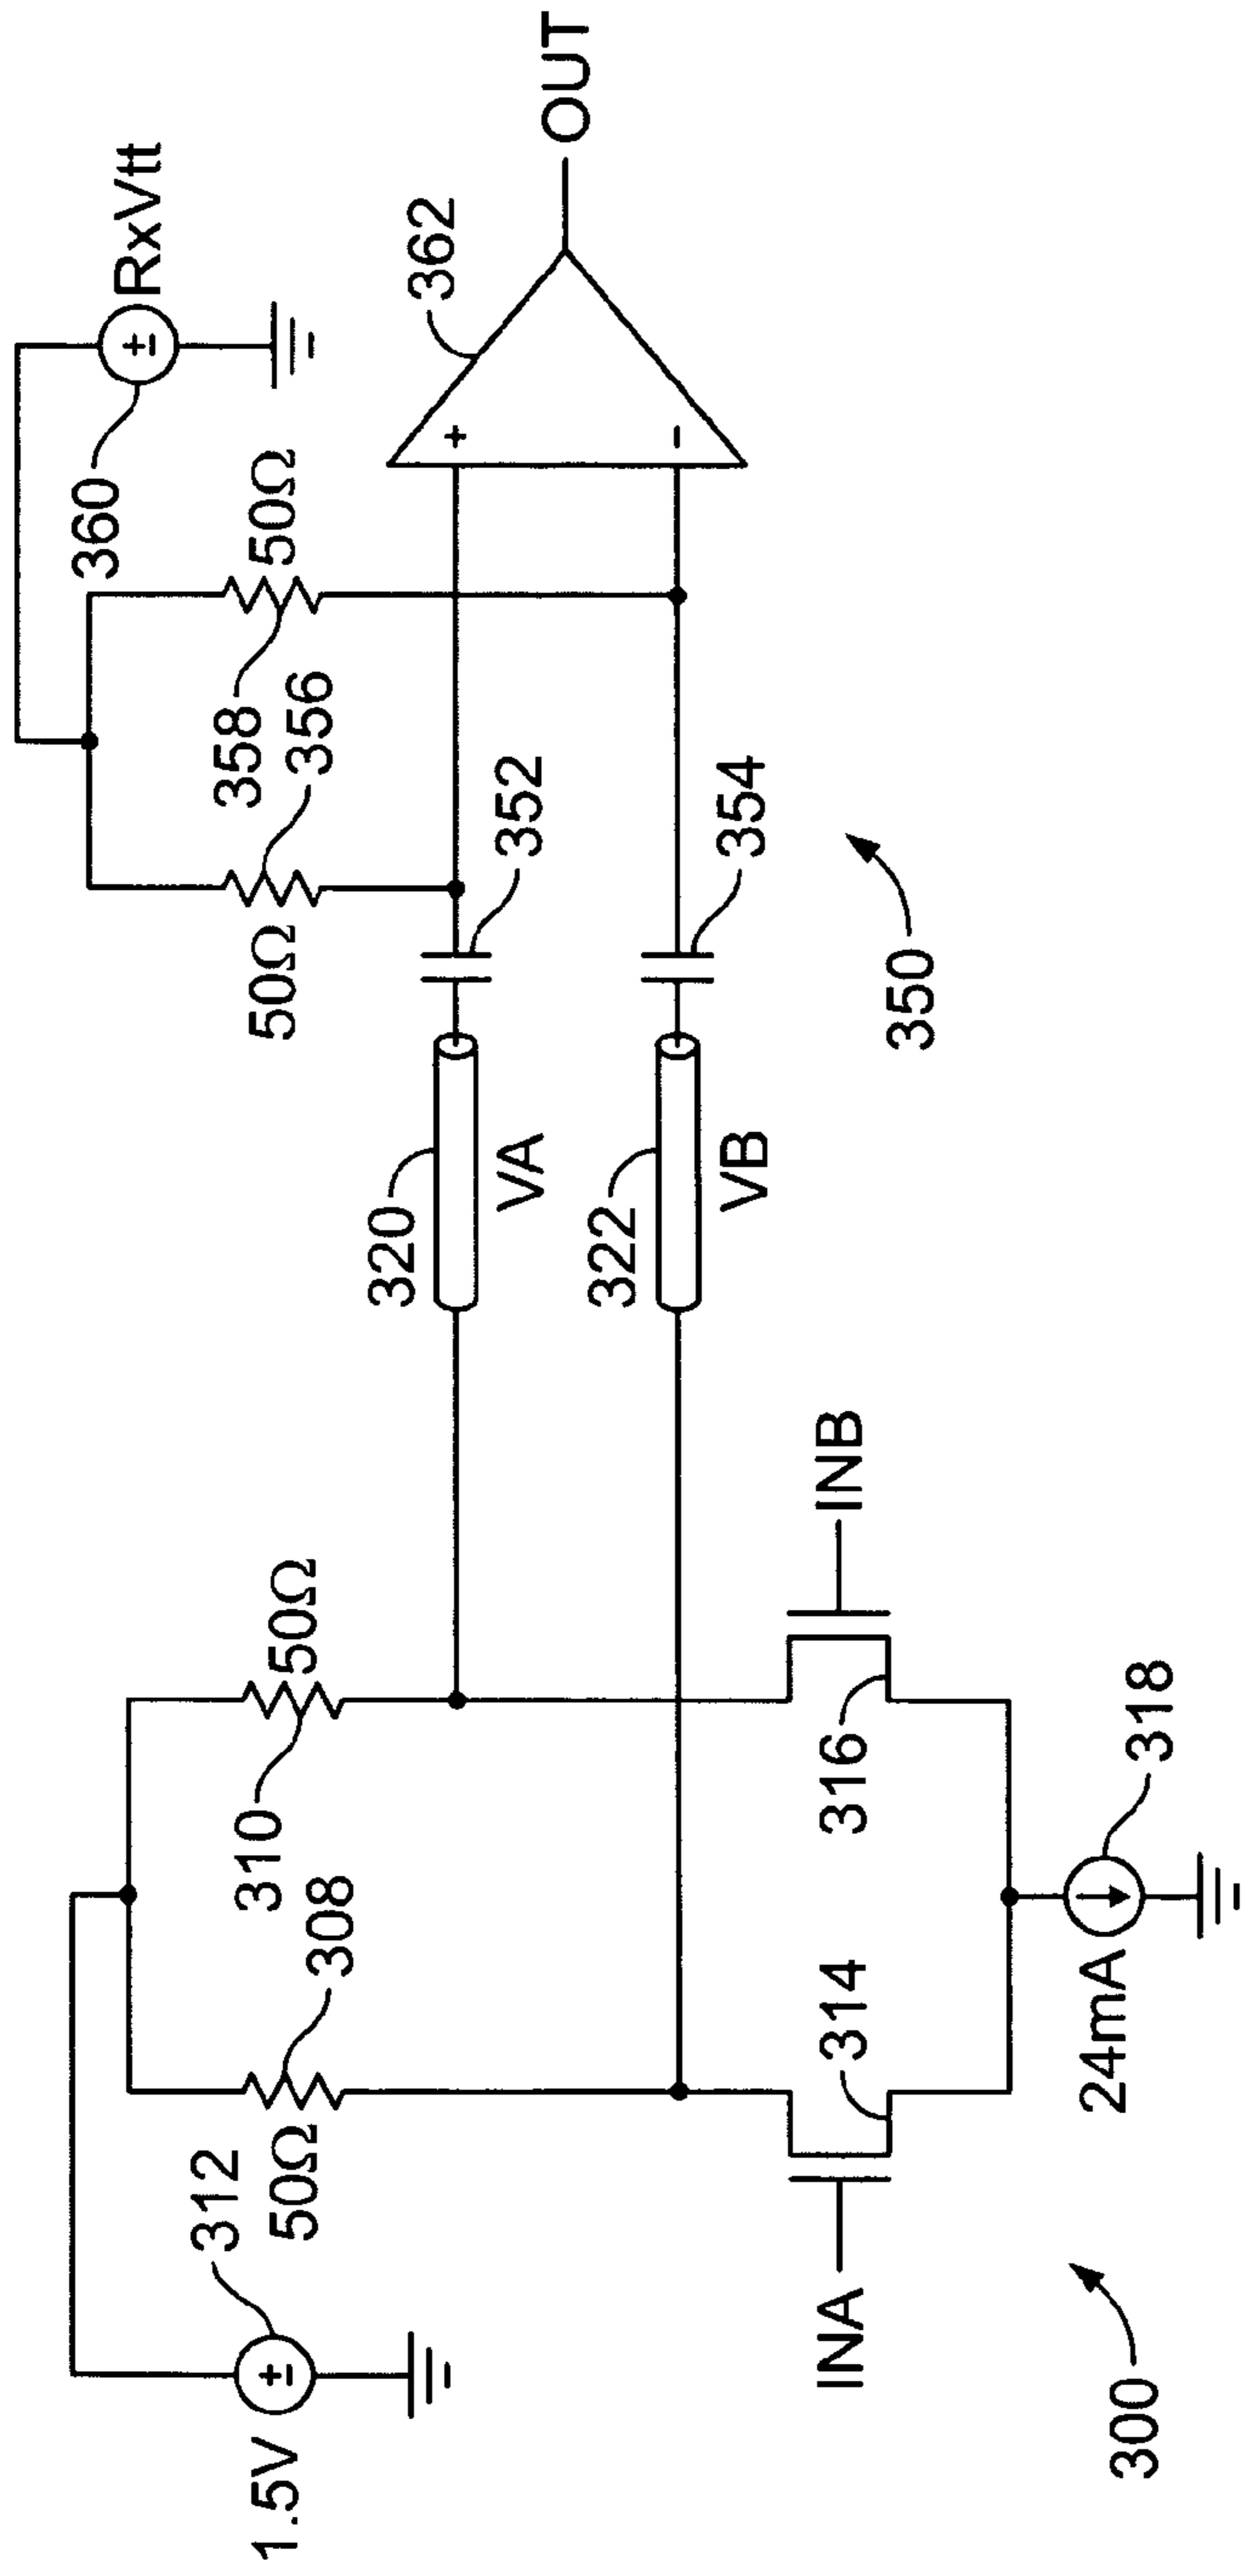 1.5V
312
50Ω
308
310
50Ω
INA
314
316
INB
24mA
318
300
320
VA
322
VB
50Ω
356
358
50Ω
360
RxVtt
352
354
350
+
-
362
OUT